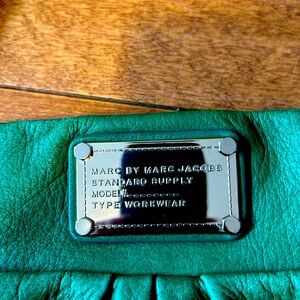 MARC BY MARC JACOBS
STANDARD SUPPLY
MODEL
TYPE WORKWEAR